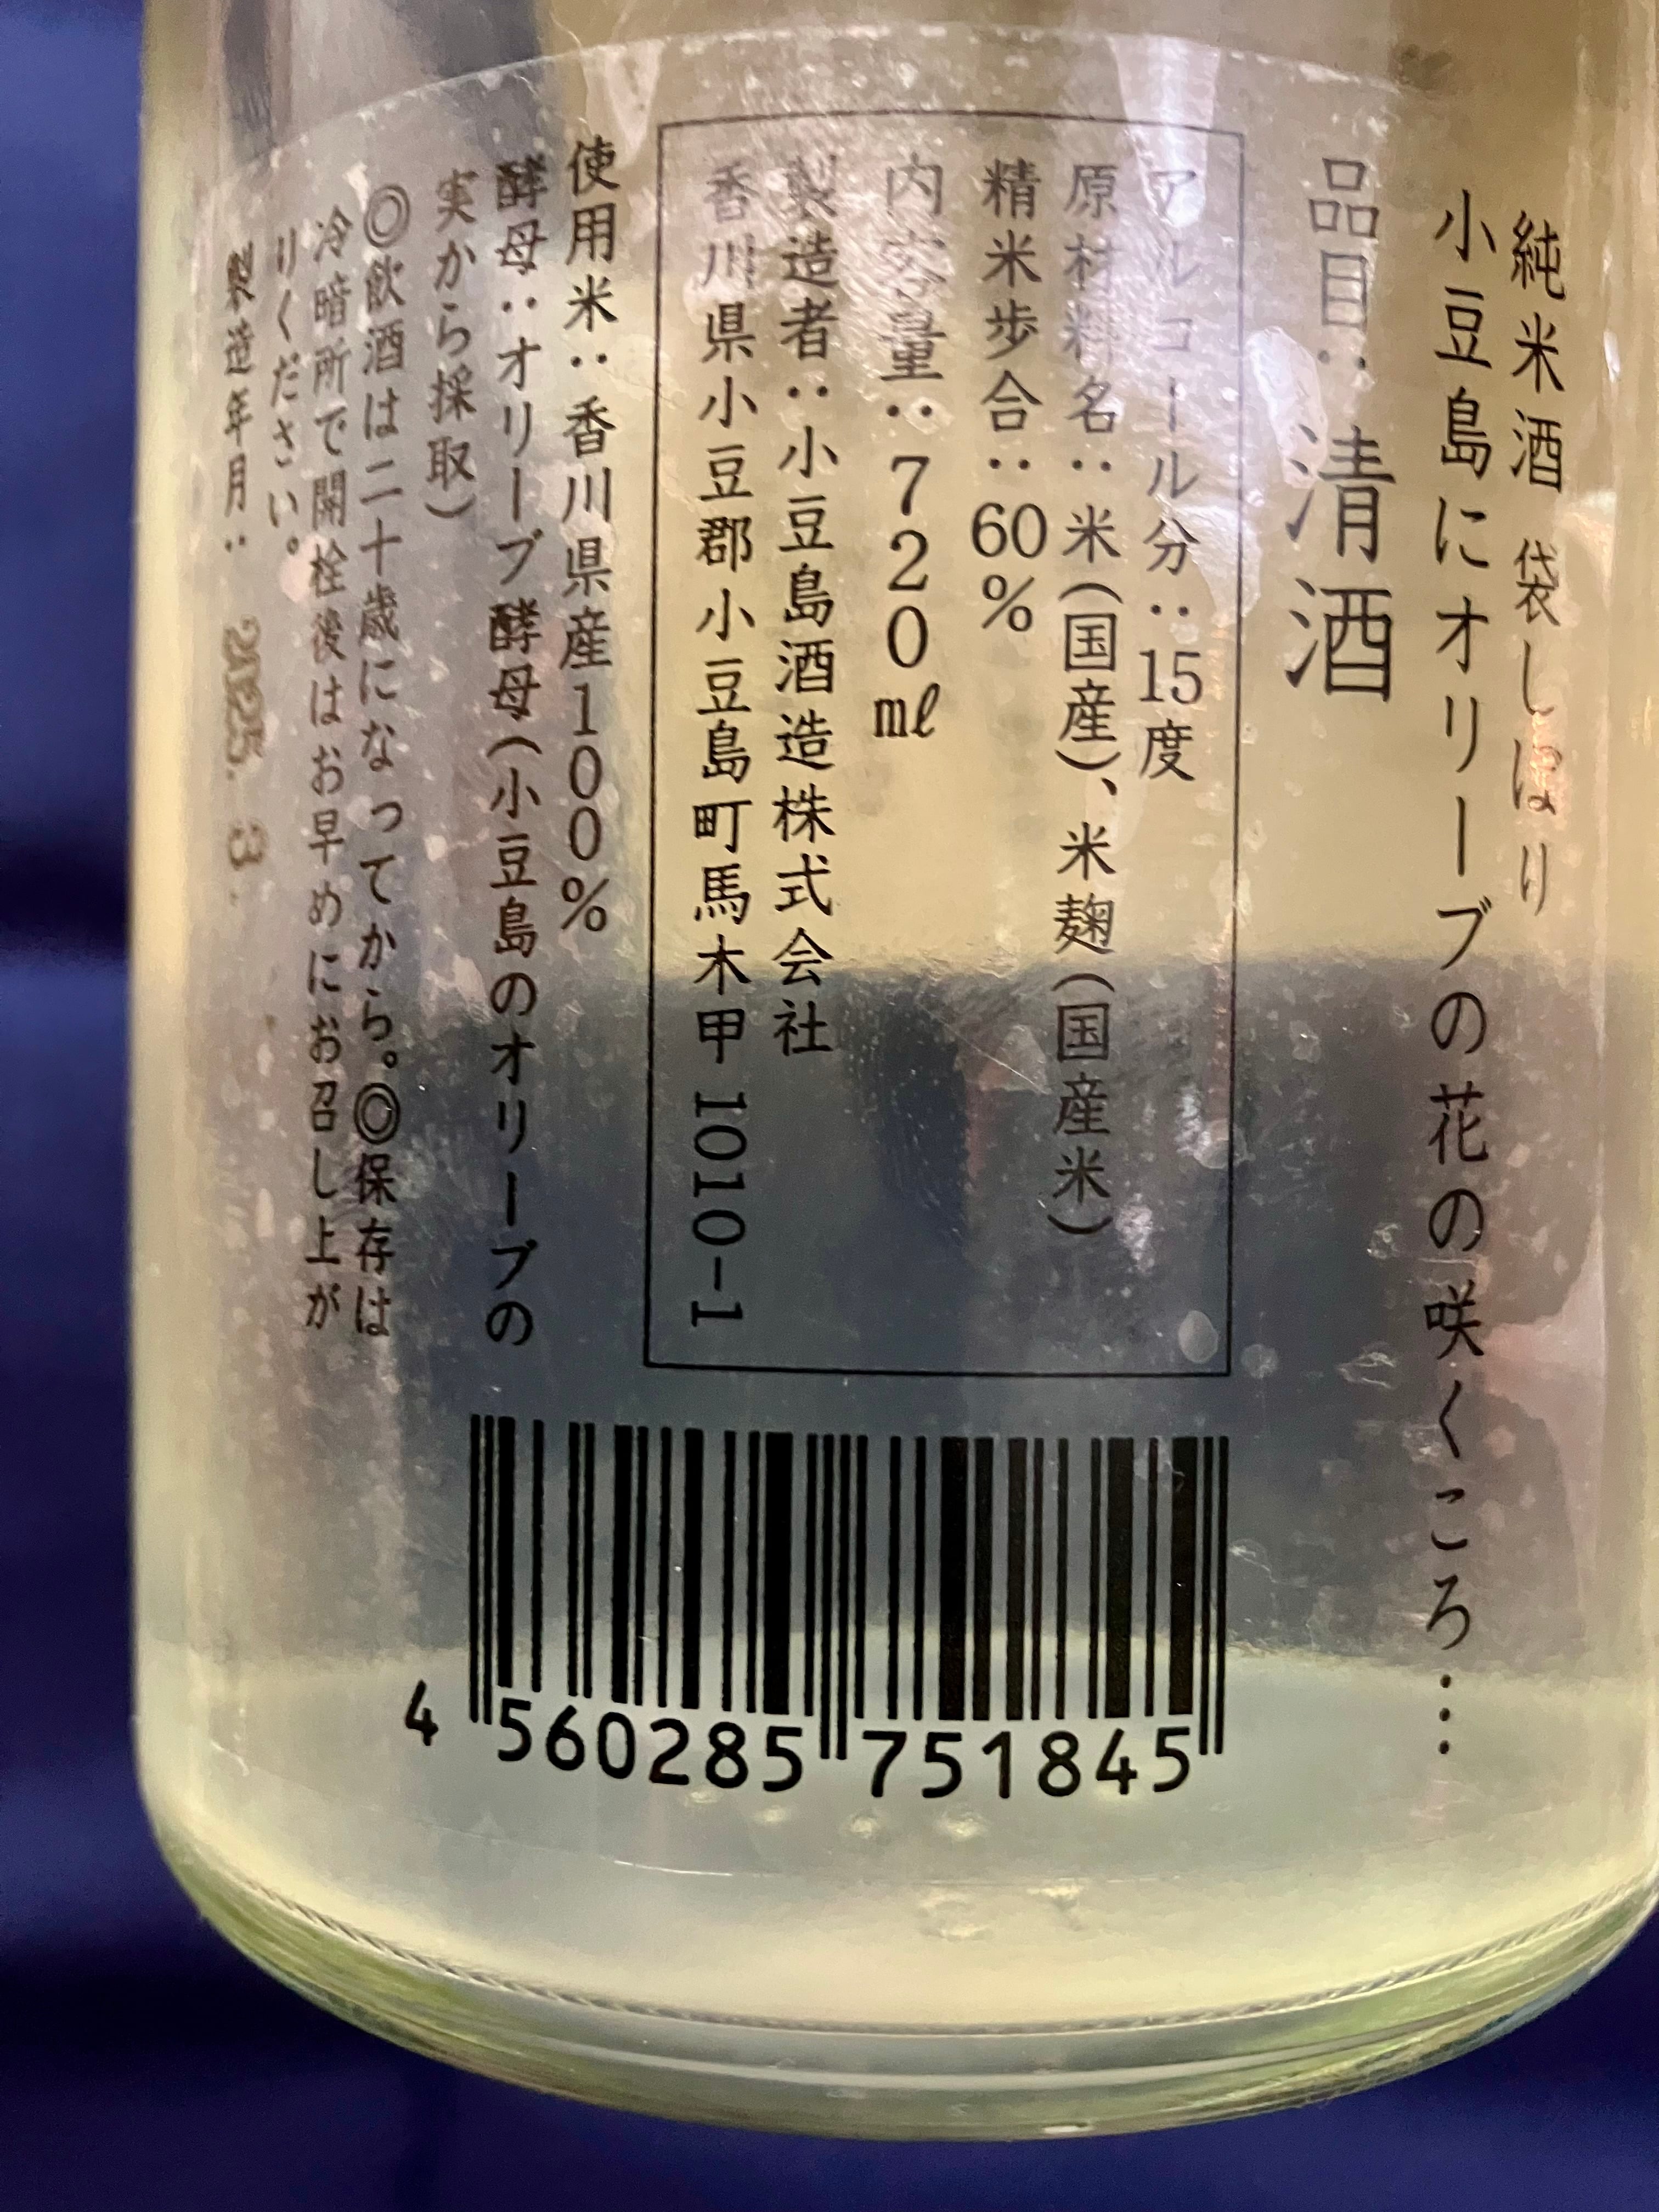 純米酒 袋しぼり
小豆島にオリーブの花の咲くころ…
品目：清酒
アルコール分：15度
原材料名：米(国産)、米麹(国産米)
精米歩合：60%
内容量：720㎖
製造者：小豆島酒造株式会社
香川県小豆郡小豆島町馬木甲1010-1
使用米：香川県産100%
酵母：オリーブ酵母(小豆島のオリーブの
実から採取)
◎飲酒は二十歳になってから。◎保存は
冷暗所で開栓後はお早めにお召し上が
りください。
製造年月：2025. 3.
4 560285 751845